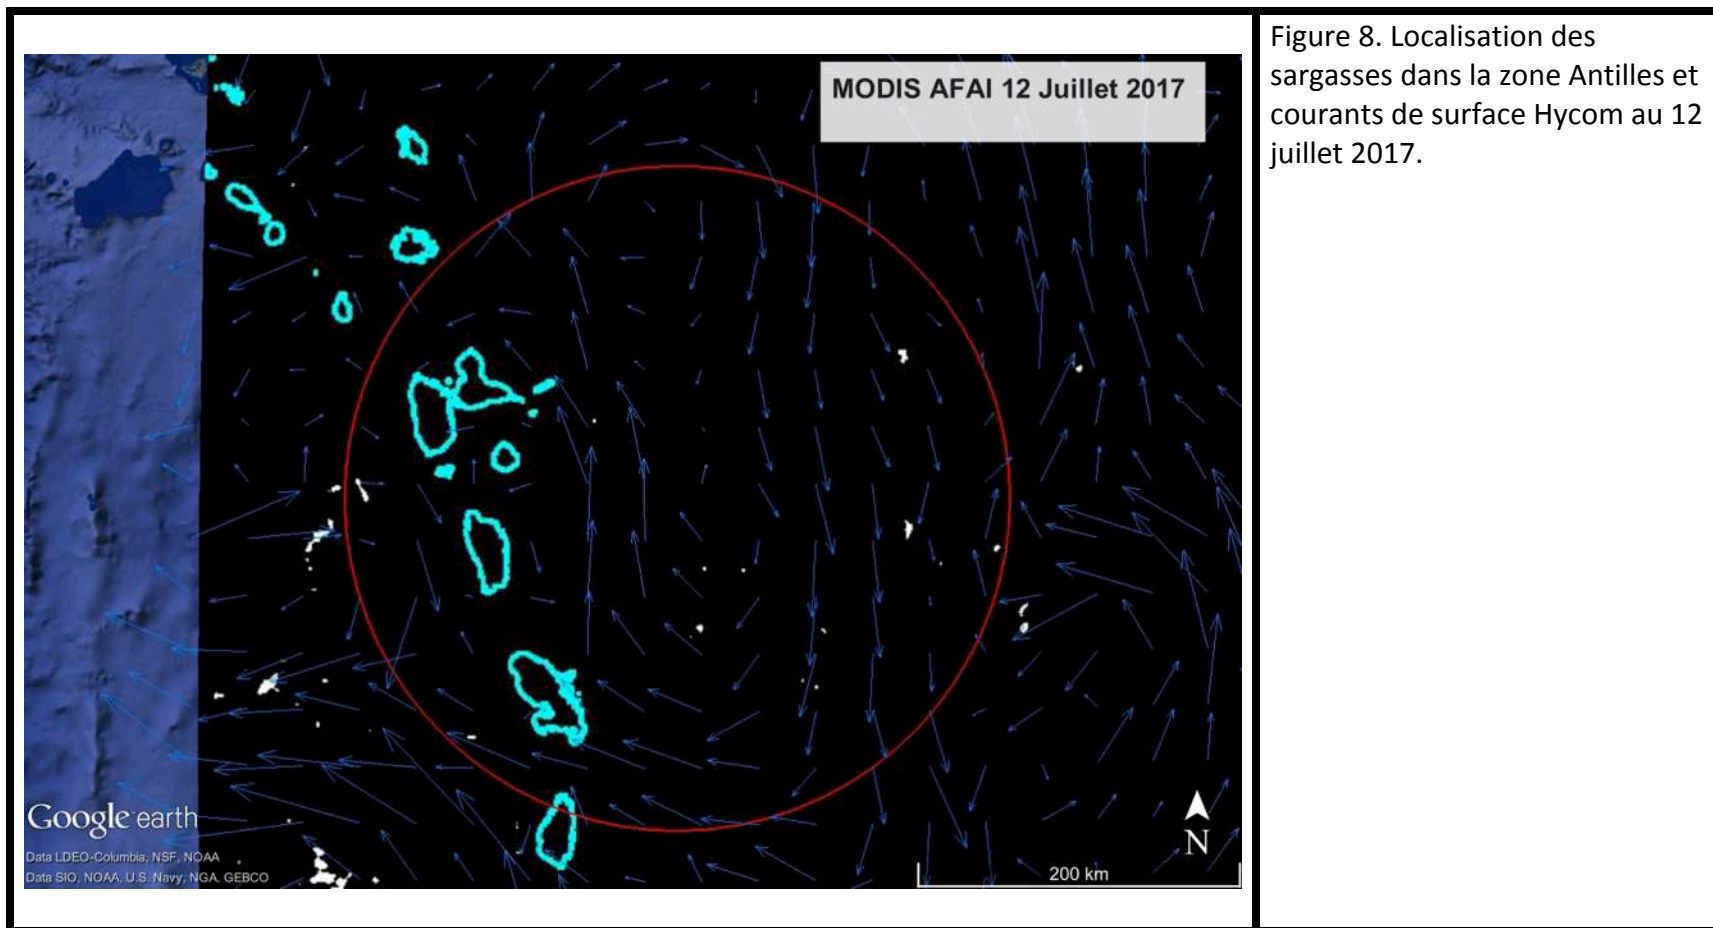 MODIS AFAI 12 Juillet 2017
Google earth
Data LDEO-Columbia, NSF, NOAA
Data SIO, NOAA, U.S. Navy, NGA, GEBCO
N
200 km
Figure 8. Localisation des
sargasses dans la zone Antilles et
courants de surface Hycom au 12
juillet 2017.